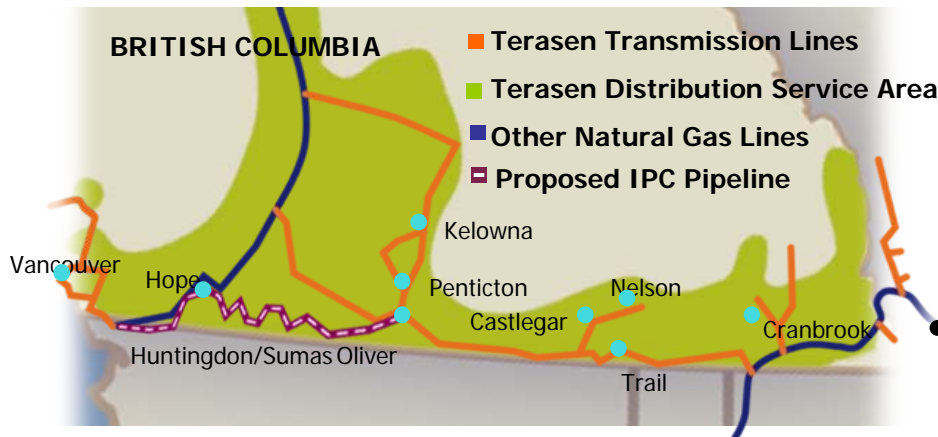 BRITISH COLUMBIA
Terasen Transmission Lines
Terasen Distribution Service Area
Other Natural Gas Lines
Proposed IPC Pipeline
Kelowna
Vancouver
Hope
Penticton
Nelson
Castlegar
Cranbrook
Huntingdon/Sumas Oliver
Trail